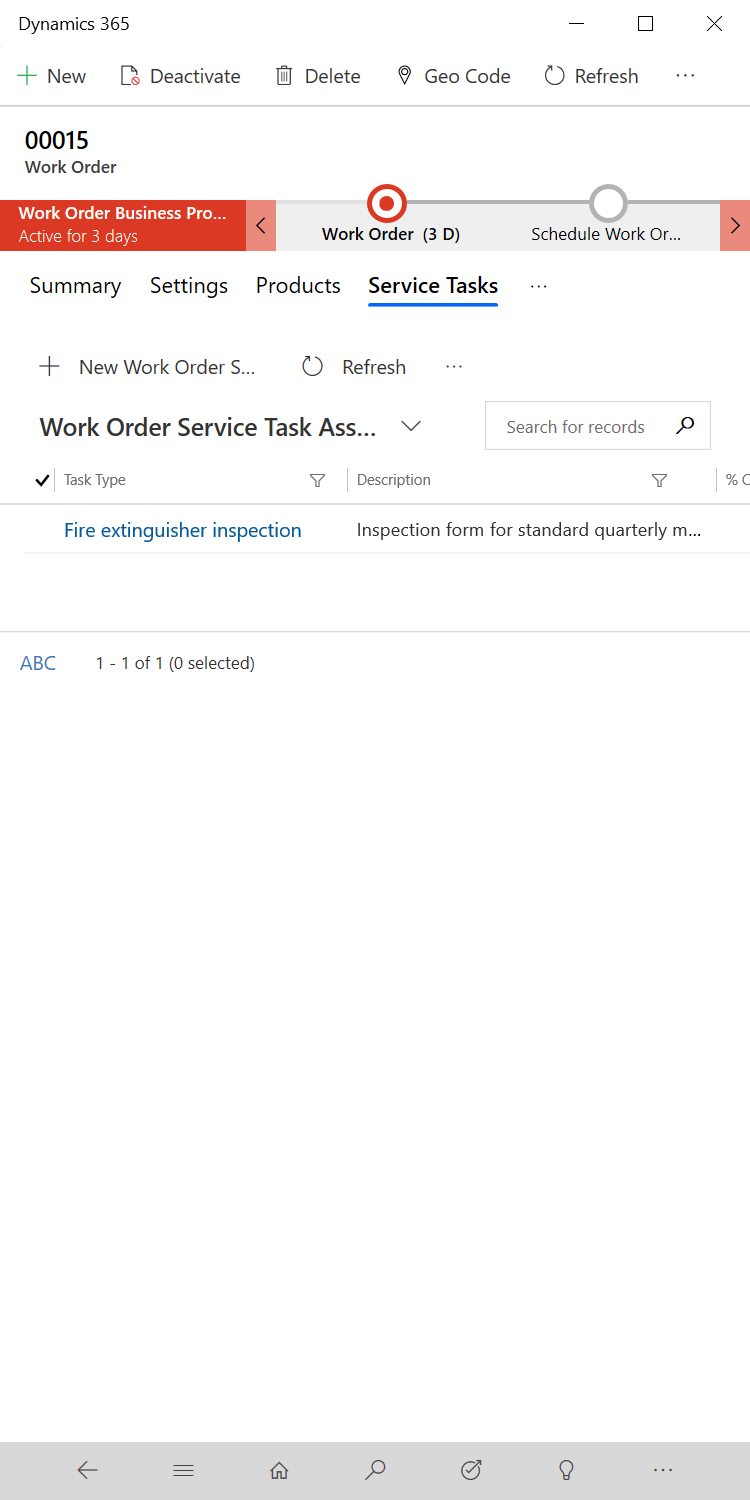 Dynamics 365
New Deactivate Delete Geo Code Refresh ...
00015
Work Order
Work Order Business Pro...
Active for 3 days
Work Order (3 D) Schedule Work Or...
Summary Settings Products Service Tasks ...
New Work Order S... Refresh ...
Work Order Service Task Ass... Search for records
Task Type Description %
Fire extinguisher inspection Inspection form for standard quarterly m...
ABC 1 - 1 of 1 (0 selected)
...